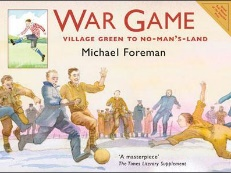 WAR GAME
VILLAGE GREEN TO NO-MAN'S-LAND
Michael Foreman
'A masterpiece'
The Times Literary Supplement